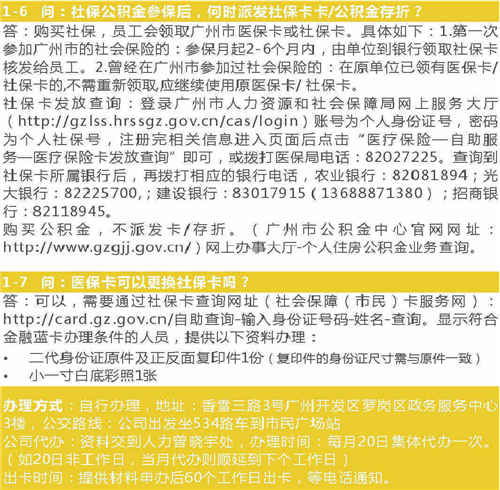 1-6 问：社保公积金参保后，何时派发社保卡卡/公积金存折？
答：购买社保，员工会领取广州市医保卡或社保卡。具体如下：1.第一次
参加广州市的社会保险的：参保月起2-6个月内，由单位到银行领取社保卡
核发给员工。2.曾经在广州市参加过社会保险的：在原单位已领有医保卡/
社保卡的,不需重新领取,应继续使用原医保卡/ 社保卡。
社保卡发放查询：登录广州市人力资源和社会保障局网上服务大厅
（http://gzlss.hrssgz.gov.cn/cas/login）账号为个人身份证号，密码
为个人社保号，注册完相关信息进入页面后点击“医疗保险—自助服
务—医疗保险卡发放查询”即可，或拨打医保局电话：82027225。查询到
社保卡所属银行后，再拨打相应的银行电话，农业银行：82081894；光
大银行：82225700,；建设银行：83017915（13688871380）；招商银
行：82118945。
购买公积金，不派发卡/存折。（广州市公积金中心官网网址：
http://www.gzgjj.gov.cn/）网上办事大厅-个人住房公积金业务查询。
1-7 问：医保卡可以更换社保卡吗？
答：可以，需要通过社保卡查询网址（社会保障（市民）卡服务网）：
http://card.gz.gov.cn/自助查询-输入身份证号码-姓名-查询。显示符合
金融蓝卡办理条件的人员，提供以下资料办理：
• 二代身份证原件及正反面复印件1份（复印件的身份证尺寸需与原件一致）
• 小一寸白底彩照1张
办理方式：自行办理，地址：香雪三路3号广州开发区萝岗区政务服务中心
3楼，公交路线：公司出发坐534路车到市民广场站
公司代办：资料交到人力曾晓宇处，办理时间：每月20日集体代办一次。
（如20日非工作日，当月代办则顺延到下个工作日）
出卡时间：提供材料申办后60个工作日出卡，等电话通知。